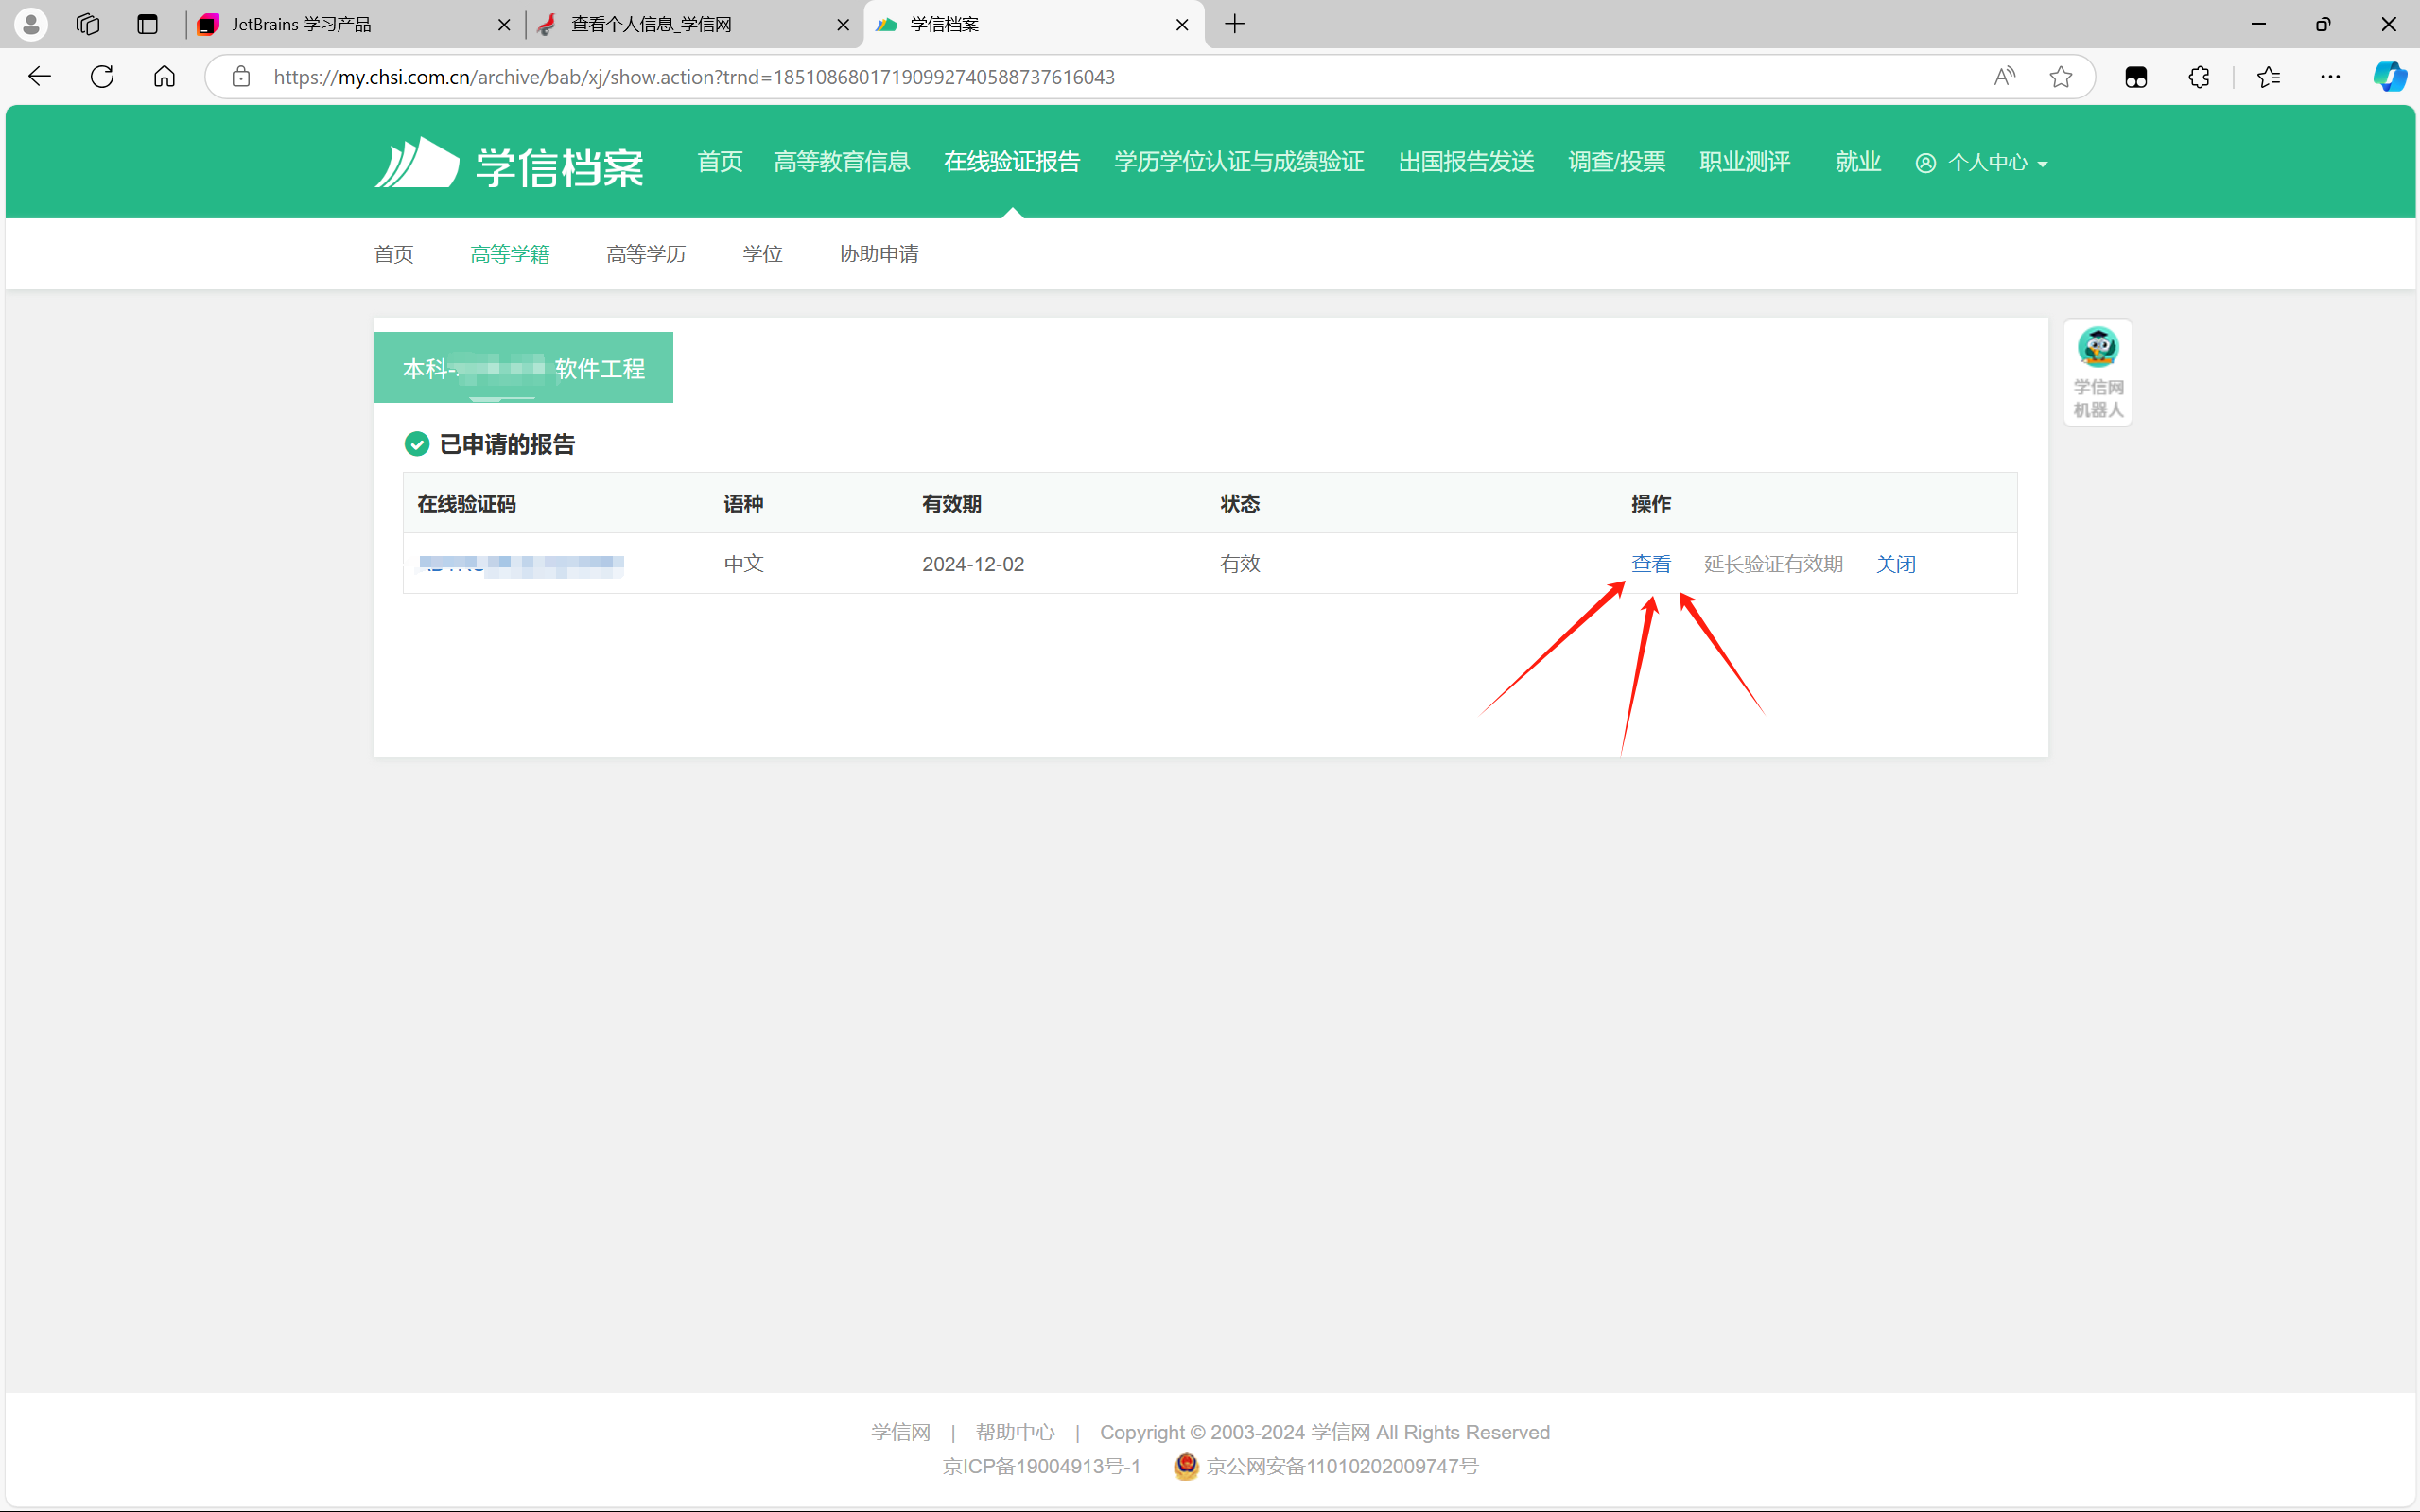 JetBrains 学习产品
查看个人信息_学信网
学信档案
https://my.chsi.com.cn/archive/bab/xj/show.action?trnd=18510868017190992740588737616043
学信档案
首页 高等教育信息 在线验证报告 学历学位认证与成绩验证 出国报告发送 调查/投票 职业测评 就业 个人中心
首页 高等学籍 高等学历 学位 协助申请
本科- 软件工程
学信网
机器人
已申请的报告
在线验证码 语种 有效期 状态 操作
中文 2024-12-02 有效 查看 延长验证有效期 关闭
学信网 | 帮助中心 | Copyright © 2003-2024 学信网 All Rights Reserved
京ICP备19004913号-1 京公网安备11010202009747号